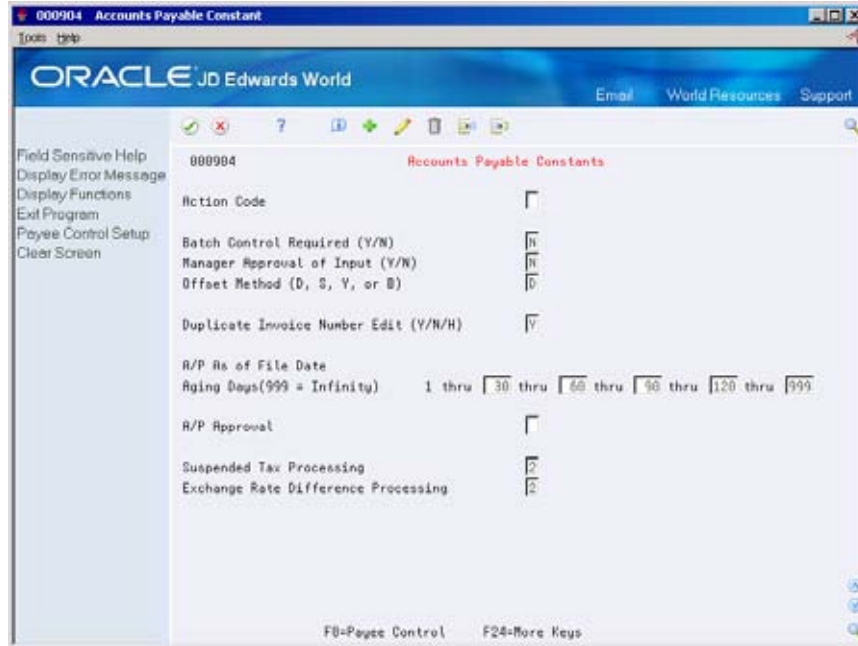 000904 Accounts Payable Constant
Tools Help
ORACLE JD Edwards World
Email World Resources Support
Field Sensitive Help
Display Error Message
Display Functions
Exit Program
Payee Control Setup
Clear Screen
000904 Accounts Payable Constants
Action Code
Batch Control Required (Y/N) N
Manager Approval of Input (Y/N) N
Offset Method (D, S, Y, or B) D
Duplicate Invoice Number Edit (Y/N/H) Y
A/P As of File Date
Aging Days(999 = Infinity) 1 thru 30 thru 60 thru 90 thru 120 thru 999
A/P Approval
Suspended Tax Processing 2
Exchange Rate Difference Processing 2
F8=Payee Control F24=More Keys